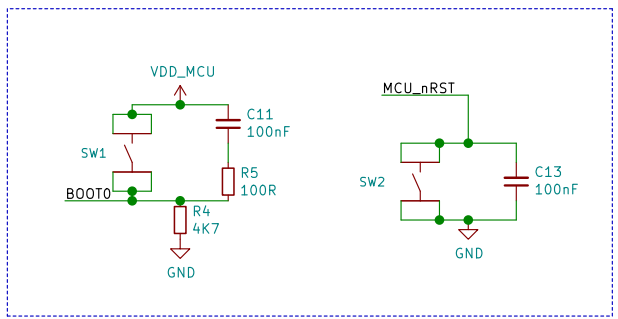 VDD_MCU
C11
100nF
SW1
R5
100R
BOOT0
R4
4K7
GND
MCU_nRST
SW2
C13
100nF
GND